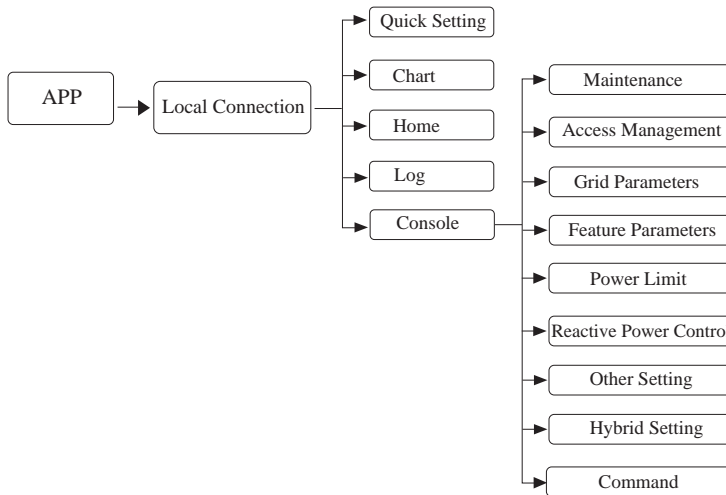 APP
Local Connection
Quick Setting
Chart
Home
Log
Console
Maintenance
Access Management
Grid Parameters
Feature Parameters
Power Limit
Reactive Power Contro
Other Setting
Hybrid Setting
Command